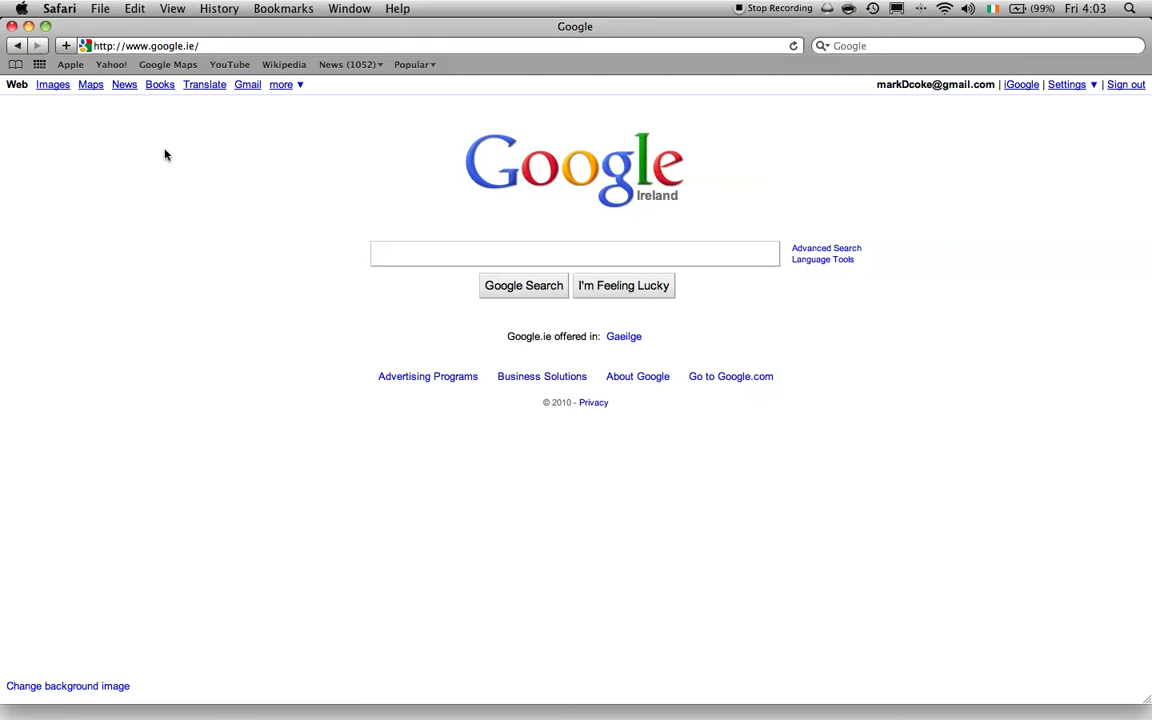 Safari File Edit View History Bookmarks Window Help Stop Recording (99%) Fri 4:03
Google
http://www.google.ie/ Google
Apple Yahoo! Google Maps YouTube Wikipedia News (1052)▾ Popular▾
Web Images Maps News Books Translate Gmail more ▼ markDcoke@gmail.com | iGoogle | Settings ▼ | Sign out
Google
Ireland
Advanced Search
Language Tools
Google Search I'm Feeling Lucky
Google.ie offered in: Gaeilge
Advertising Programs Business Solutions About Google Go to Google.com
© 2010 - Privacy
Change background image